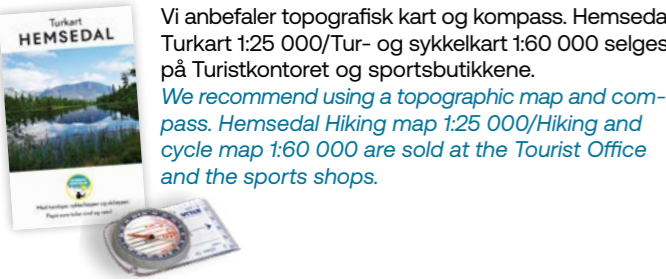 Turkart
HEMSEDAL
Vi anbefaler topografisk kart og kompass. Hemsedal
Turkart 1:25 000/Tur- og sykkelkart 1:60 000 selges
på Turistkontoret og sportsbutikkene.
We recommend using a topographic map and com-
pass. Hemsedal Hiking map 1:25 000/Hiking and
cycle map 1:60 000 are sold at the Tourist Office
and the sports shops.